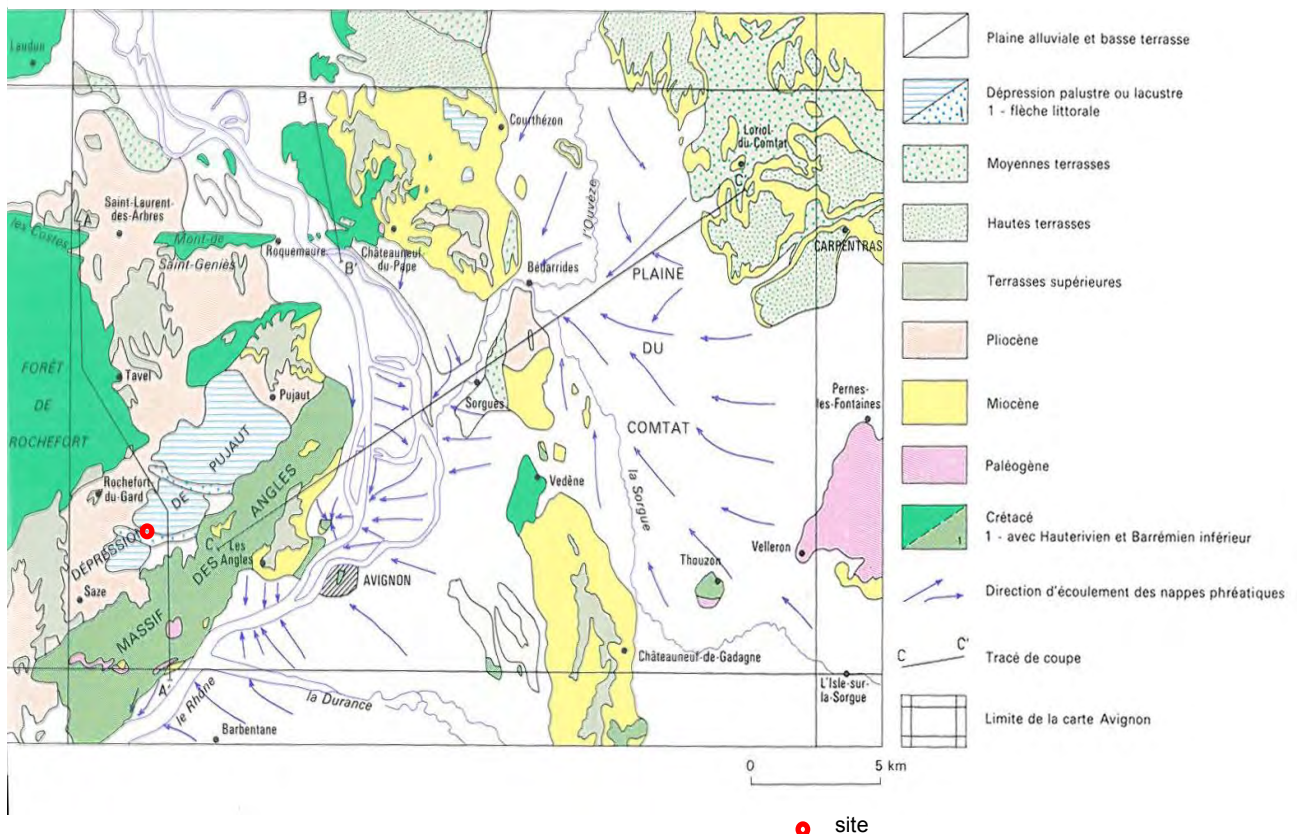 Laudun
B
Courthézon
Loriol
du-Comtat
C'
l'Ouvèze
Saint-Laurent-
des-Arbres
A
les Costes
Mont-de
Roquemaure
Saint-Geniès
Châteauneuf
du-Pape
B'
CARPENTRAS
Bédarrides
PLAINE
DU
COMTAT
FORÊT
DE
ROCHEFORT
Tavel
Pujaut
Sorgues
Pernes-
les-Fontaines
DÉPRESSION
DE
PUJAUT
Rochefort-
du-Gard
MASSIF
DES
ANGLES
Vedène
la Sorgue
C
Les
Angles
AVIGNON
Velleron
Thouzon
Saze
Châteauneuf-de-Gadagne
A'
le Rhône
la Durance
L'Isle-sur-
la-Sorgue
Barbentane
0
5 km
Plaine alluviale et basse terrasse
Dépression palustre ou lacustre
1 - flèche littorale
1
Moyennes terrasses
Hautes terrasses
Terrasses supérieures
Pliocène
Miocène
Paléogène
Crétacé
1 - avec Hauterivien et Barrémien inférieur
1
Direction d'écoulement des nappes phréatiques
C C'
Tracé de coupe
Limite de la carte Avignon
site